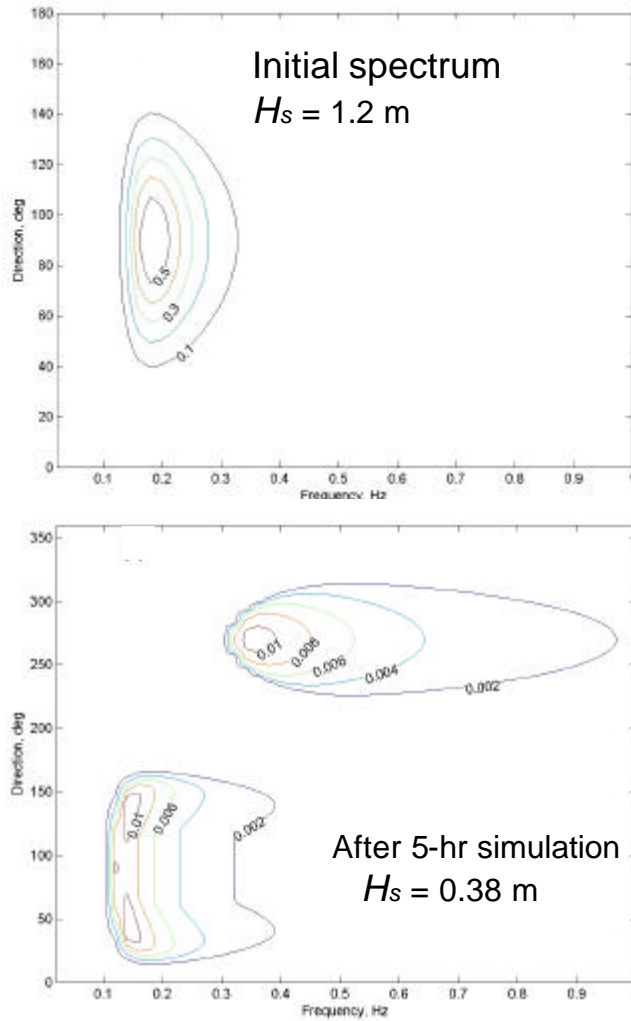 180
160
140
120
100
80
60
40
20
0
Direction, deg
Initial spectrum
Hs = 1.2 m
0.5
0.3
0.1
0.1 0.2 0.3 0.4 0.5 0.6 0.7 0.8 0.9
Frequency, Hz
350
300
250
200
150
100
50
0
Direction, deg
0.01
0.008
0.006
0.004
0.002
0.01
0.006
0.002
After 5-hr simulation
Hs = 0.38 m
0.1 0.2 0.3 0.4 0.5 0.6 0.7 0.8 0.9
Frequency, Hz